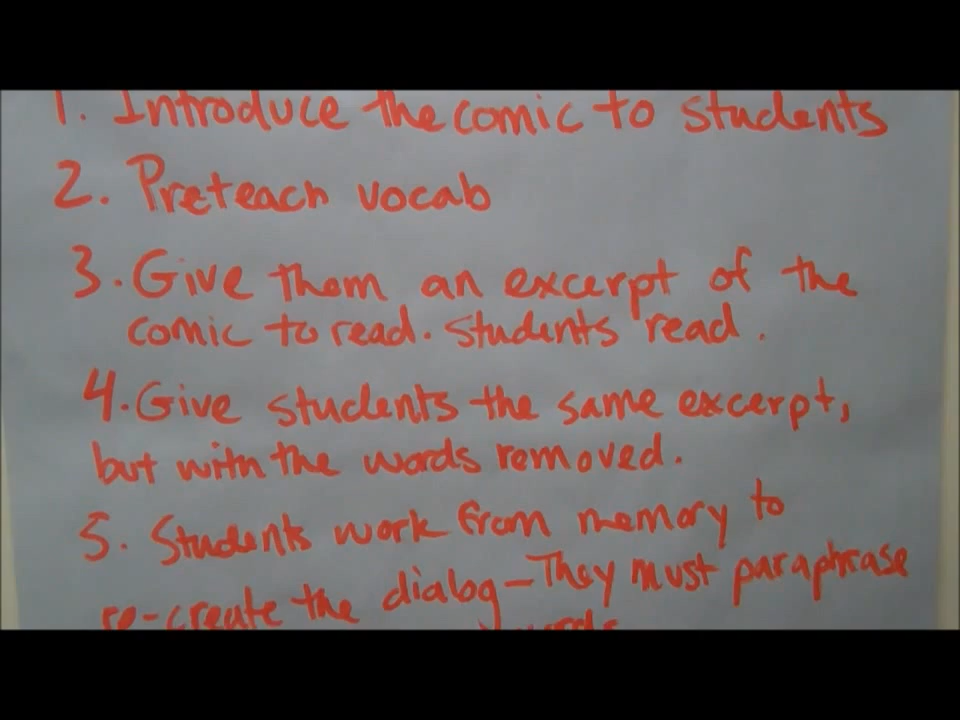 1. Introduce the comic to students
2. Preteach vocab
3. Give them an excerpt of the
comic to read. Students read.
4. Give students the same excerpt,
but with the words removed.
5. Students work from memory to
re-create the dialog – They must paraphrase
words